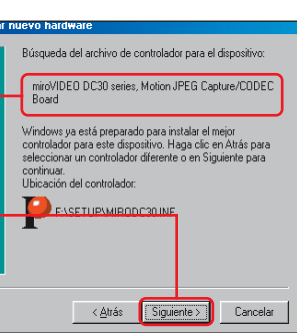 ar nuevo hardware
Búsqueda del archivo de controlador para el dispositivo:
miroVIDEO DC30 series, Motion JPEG Capture/CODEC
Board
Windows ya está preparado para instalar el mejor
controlador para este dispositivo. Haga clic en Atrás para
seleccionar un controlador diferente o en Siguiente para
continuar.
Ubicación del controlador:
E:\SETUP\MIRODC30.INF
< Atrás Siguiente > Cancelar